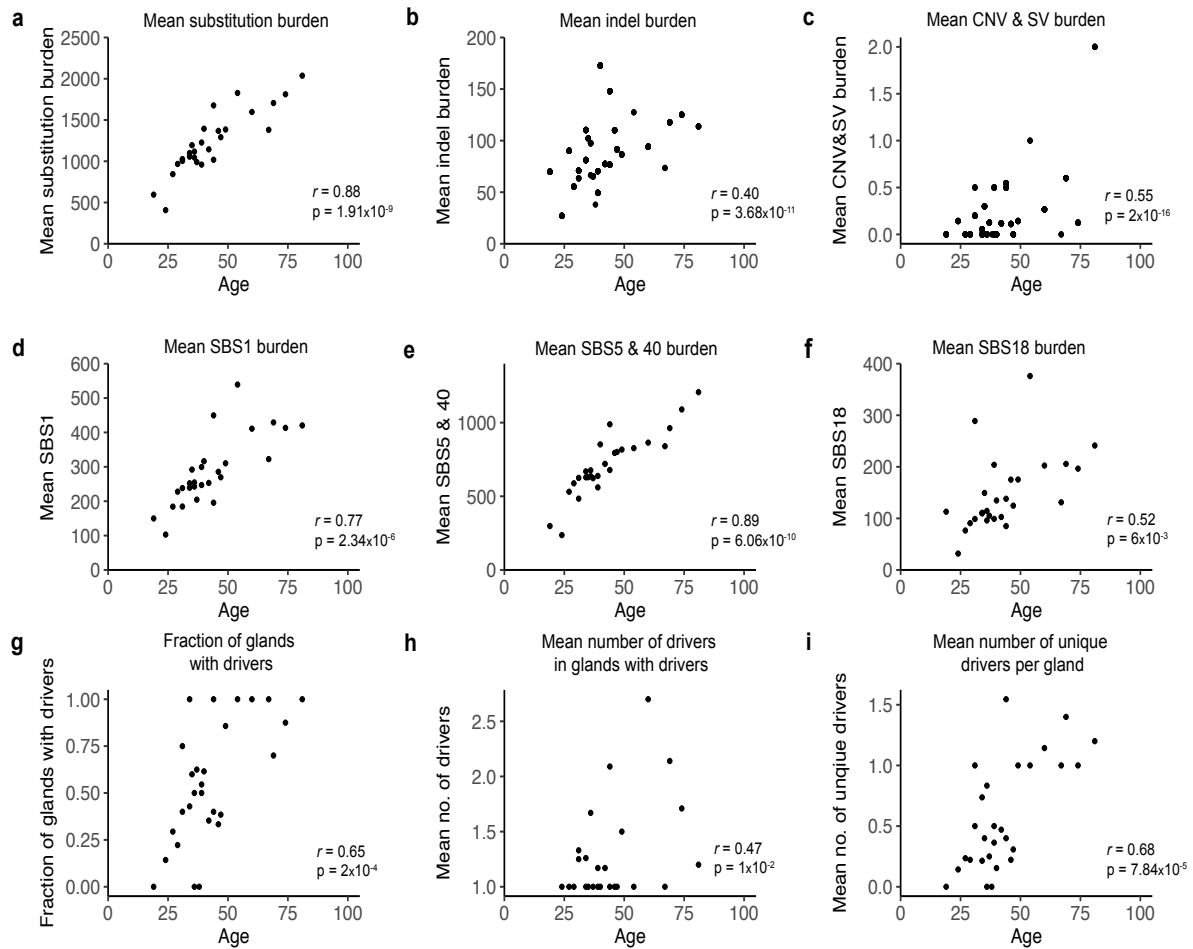 a
Mean substitution burden
Mean substitution burden
2500
2000
1500
1000
500
0
0 25 50 75 100
Age
r = 0.88
p = 1.91x10-9
b
Mean indel burden
Mean indel burden
200
150
100
50
0
0 25 50 75 100
Age
r = 0.40
p = 3.68x10-11
c
Mean CNV & SV burden
Mean CNV&SV burden
2.0
1.5
1.0
0.5
0.0
0 25 50 75 100
Age
r = 0.55
p = 2x10-16
d
Mean SBS1 burden
Mean SBS1
600
500
400
300
200
100
0
0 25 50 75 100
Age
r = 0.77
p = 2.34x10-6
e
Mean SBS5 & 40 burden
Mean SBS5 & 40
1000
500
0
0 25 50 75 100
Age
r = 0.89
p = 6.06x10-10
f
Mean SBS18 burden
Mean SBS18
400
300
200
100
0
0 25 50 75 100
Age
r = 0.52
p = 6x10-3
g
Fraction of glands
with drivers
Fraction of glands with drivers
1.00
0.75
0.50
0.25
0.00
0 25 50 75 100
Age
r = 0.65
p = 2x10-4
h
Mean number of drivers
in glands with drivers
Mean no. of drivers
2.5
2.0
1.5
1.0
0 25 50 75 100
Age
r = 0.47
p = 1x10-2
i
Mean number of unique
drivers per gland
Mean no. of unqiue drivers
1.5
1.0
0.5
0.0
0 25 50 75 100
Age
r = 0.68
p = 7.84x10-5